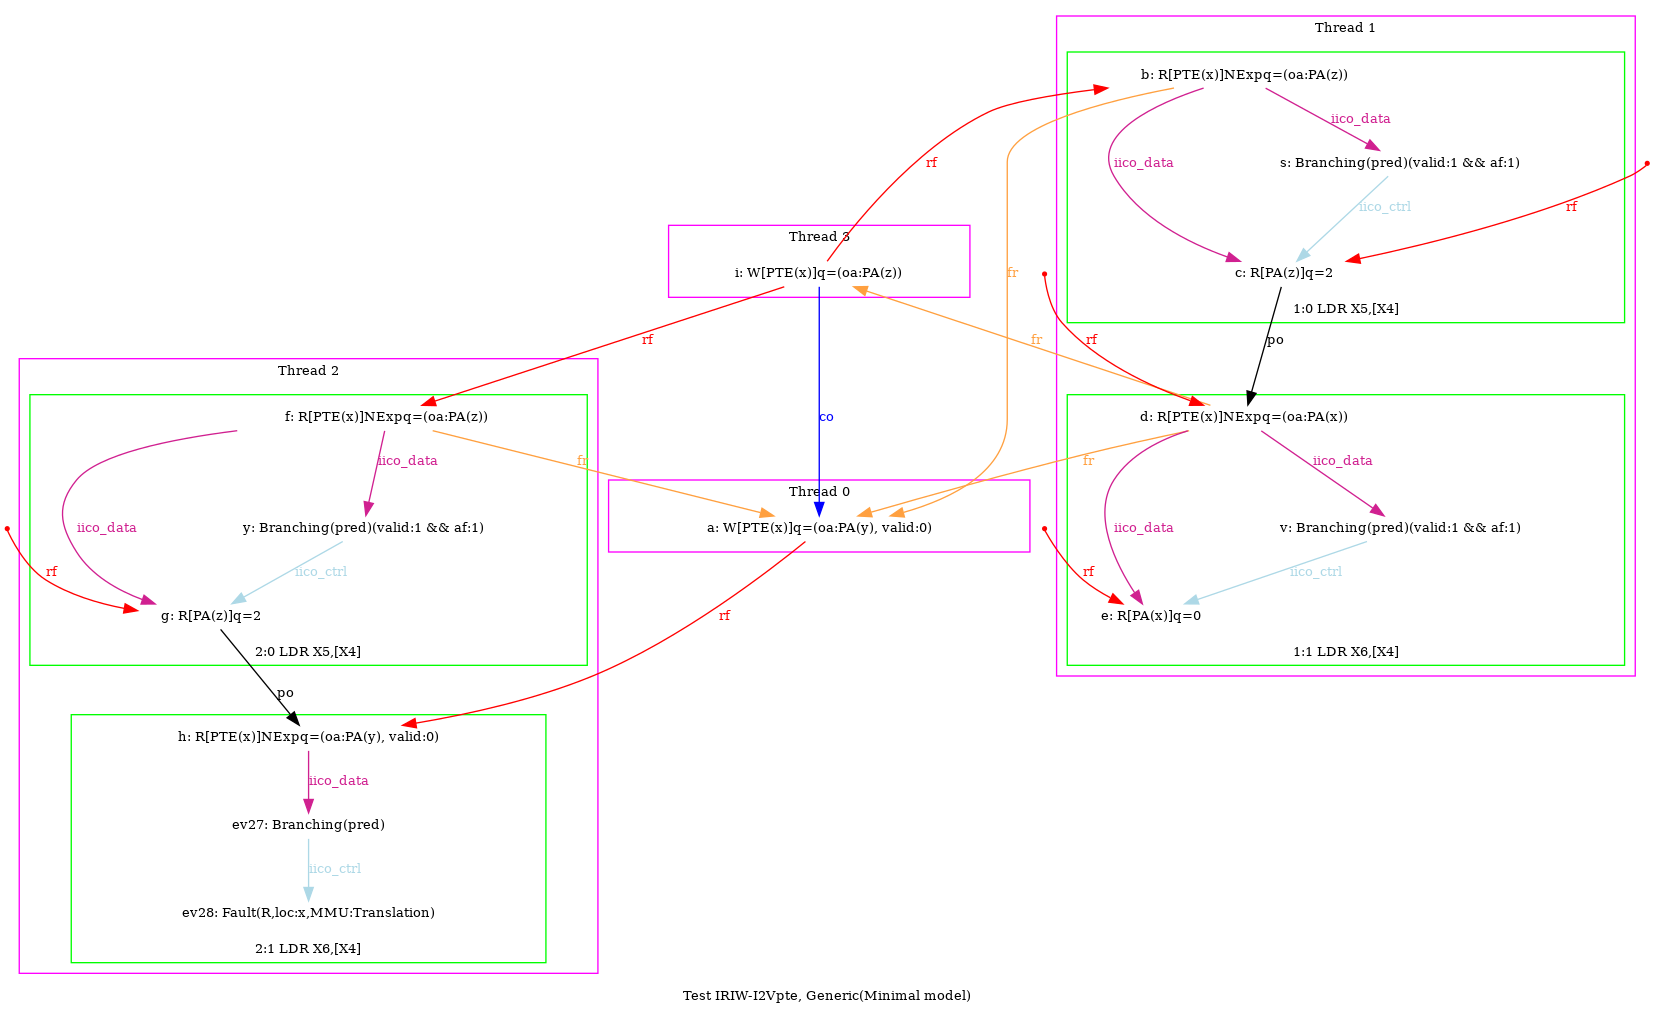 Thread 1
b: R[PTE(x)]NExpq=(oa:PA(z))
iico_data
iico_data
s: Branching(pred)(valid:1 && af:1)
rf
iico_ctrl
rf
Thread 3
i: W[PTE(x)]q=(oa:PA(z))
fr
c: R[PA(z)]q=2
1:0 LDR X5,[X4]
rf
fr
rf
po
Thread 2
f: R[PTE(x)]NExpq=(oa:PA(z))
co
d: R[PTE(x)]NExpq=(oa:PA(x))
iico_data
fr
fr
iico_data
Thread 0
iico_data
y: Branching(pred)(valid:1 && af:1)
a: W[PTE(x)]q=(oa:PA(y), valid:0)
iico_data
v: Branching(pred)(valid:1 && af:1)
rf
iico_ctrl
rf
iico_ctrl
g: R[PA(z)]q=2
rf
e: R[PA(x)]q=0
2:0 LDR X5,[X4]
1:1 LDR X6,[X4]
po
h: R[PTE(x)]NExpq=(oa:PA(y), valid:0)
iico_data
ev27: Branching(pred)
iico_ctrl
ev28: Fault(R,loc:x,MMU:Translation)
2:1 LDR X6,[X4]
Test IRIW-I2Vpte, Generic(Minimal model)